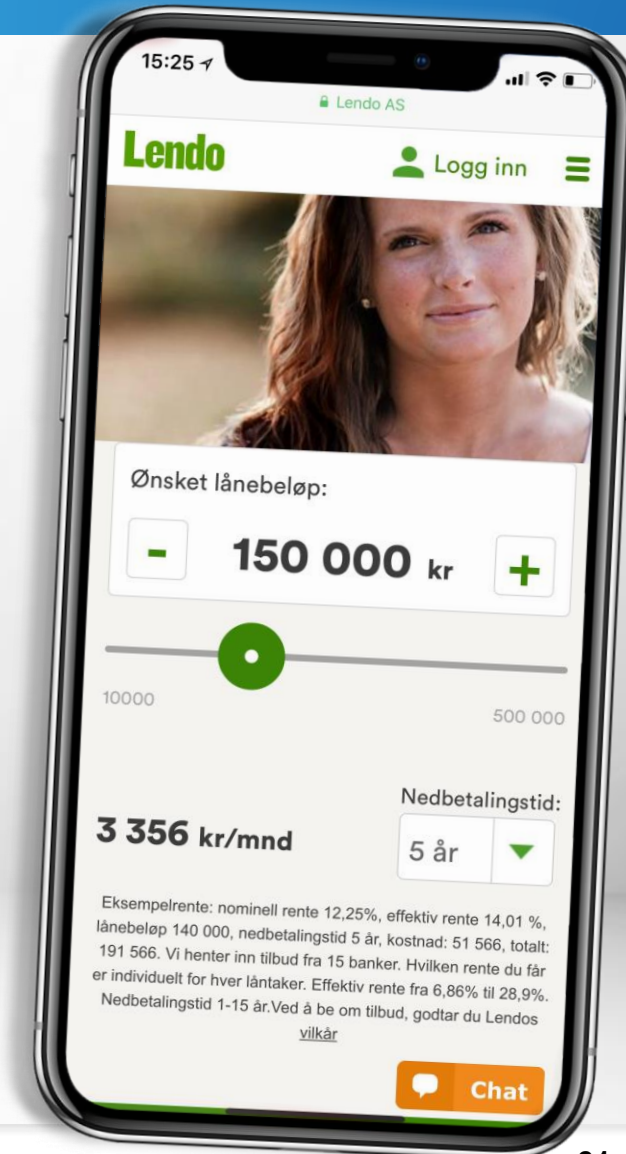 15:25
Lendo AS
Lendo
Logg inn
Ønsket lånebeløp:
- 150 000 kr +
10000
500 000
Nedbetalingstid:
3 356 kr/mnd
5 år
Eksempelrente: nominell rente 12,25%, effektiv rente 14,01 %,
lånebeløp 140 000, nedbetalingstid 5 år, kostnad: 51 566, totalt:
191 566. Vi henter inn tilbud fra 15 banker. Hvilken rente du får
er individuelt for hver låntaker. Effektiv rente fra 6,86% til 28,9%.
Nedbetalingstid 1-15 år.Ved å be om tilbud, godtar du Lendos
vilkår
Chat